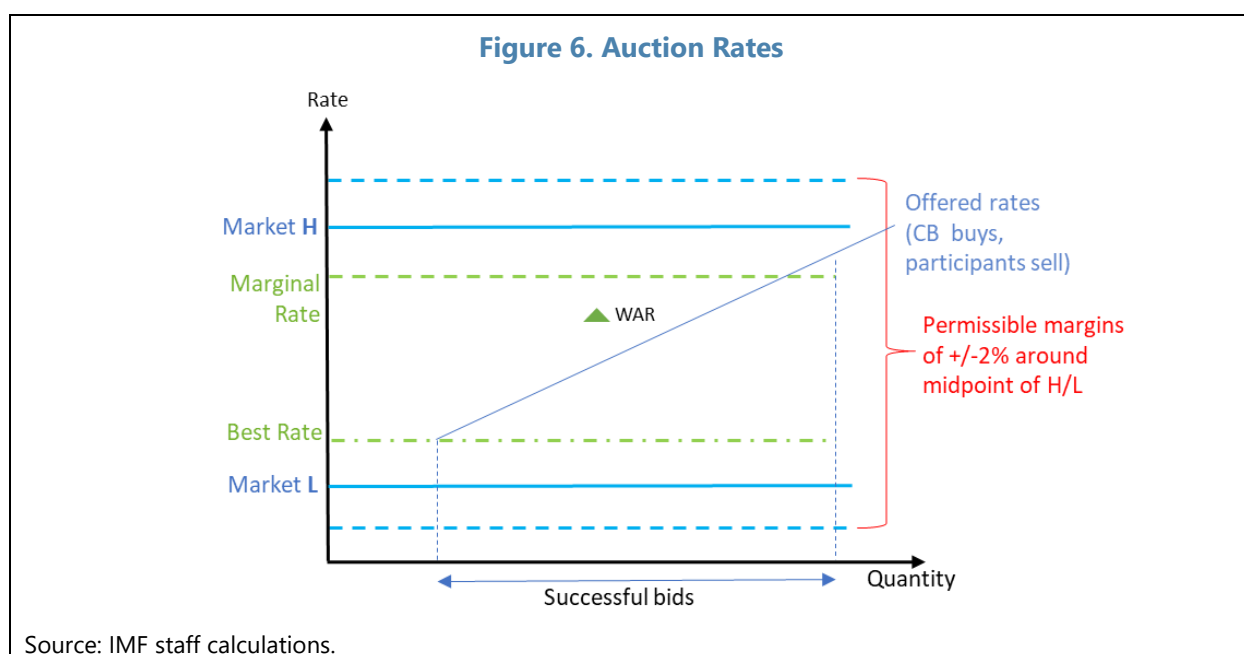 Figure 6. Auction Rates
Rate
Market H
Marginal
Rate
WAR
Best Rate
Market L
Offered rates
(CB buys,
participants sell)
Permissible margins
of +/-2% around
midpoint of H/L
Quantity
Successful bids
Source: IMF staff calculations.